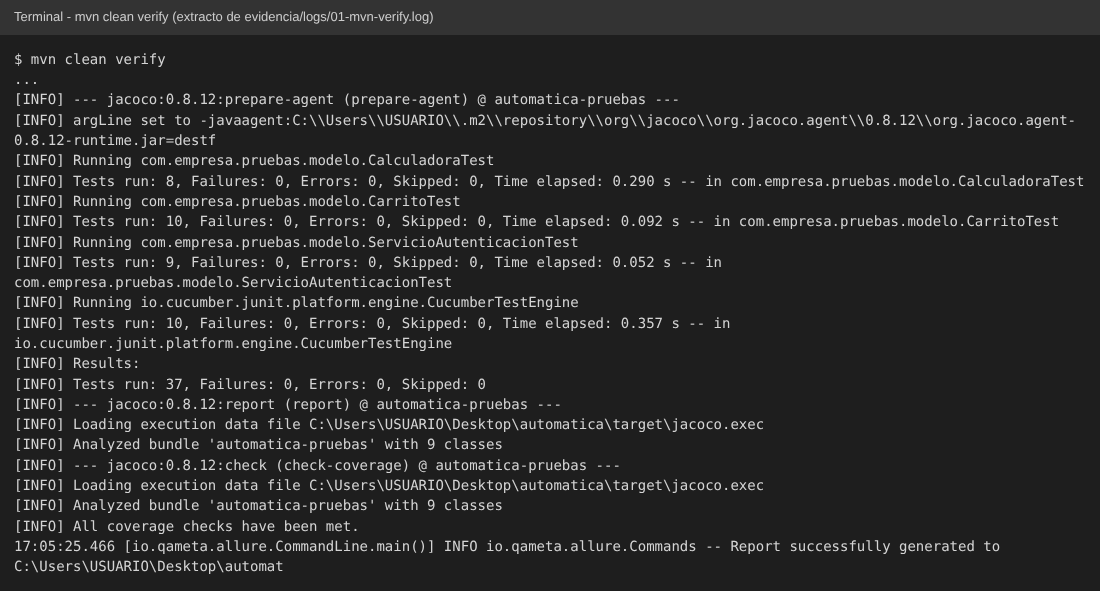 Terminal - mvn clean verify (extracto de evidencia/logs/01-mvn-verify.log)
$ mvn clean verify
...
[INFO] --- jacoco:0.8.12:prepare-agent (prepare-agent) @ automatica-pruebas ---
[INFO] argLine set to -javaagent:C:\\Users\\USUARIO\\.m2\\repository\\org\\jacoco\\org.jacoco.agent\\0.8.12\\org.jacoco.agent-
0.8.12-runtime.jar=destf
[INFO] Running com.empresa.pruebas.modelo.CalculadoraTest
[INFO] Tests run: 8, Failures: 0, Errors: 0, Skipped: 0, Time elapsed: 0.290 s -- in com.empresa.pruebas.modelo.CalculadoraTest
[INFO] Running com.empresa.pruebas.modelo.CarritoTest
[INFO] Tests run: 10, Failures: 0, Errors: 0, Skipped: 0, Time elapsed: 0.092 s -- in com.empresa.pruebas.modelo.CarritoTest
[INFO] Running com.empresa.pruebas.modelo.ServicioAutenticacionTest
[INFO] Tests run: 9, Failures: 0, Errors: 0, Skipped: 0, Time elapsed: 0.052 s -- in
com.empresa.pruebas.modelo.ServicioAutenticacionTest
[INFO] Running io.cucumber.junit.platform.engine.CucumberTestEngine
[INFO] Tests run: 10, Failures: 0, Errors: 0, Skipped: 0, Time elapsed: 0.357 s -- in
io.cucumber.junit.platform.engine.CucumberTestEngine
[INFO] Results:
[INFO] Tests run: 37, Failures: 0, Errors: 0, Skipped: 0
[INFO] --- jacoco:0.8.12:report (report) @ automatica-pruebas ---
[INFO] Loading execution data file C:\Users\USUARIO\Desktop\automatica\target\jacoco.exec
[INFO] Analyzed bundle 'automatica-pruebas' with 9 classes
[INFO] --- jacoco:0.8.12:check (check-coverage) @ automatica-pruebas ---
[INFO] Loading execution data file C:\Users\USUARIO\Desktop\automatica\target\jacoco.exec
[INFO] Analyzed bundle 'automatica-pruebas' with 9 classes
[INFO] All coverage checks have been met.
17:05:25.466 [io.qameta.allure.CommandLine.main()] INFO io.qameta.allure.Commands -- Report successfully generated to
C:\Users\USUARIO\Desktop\automat